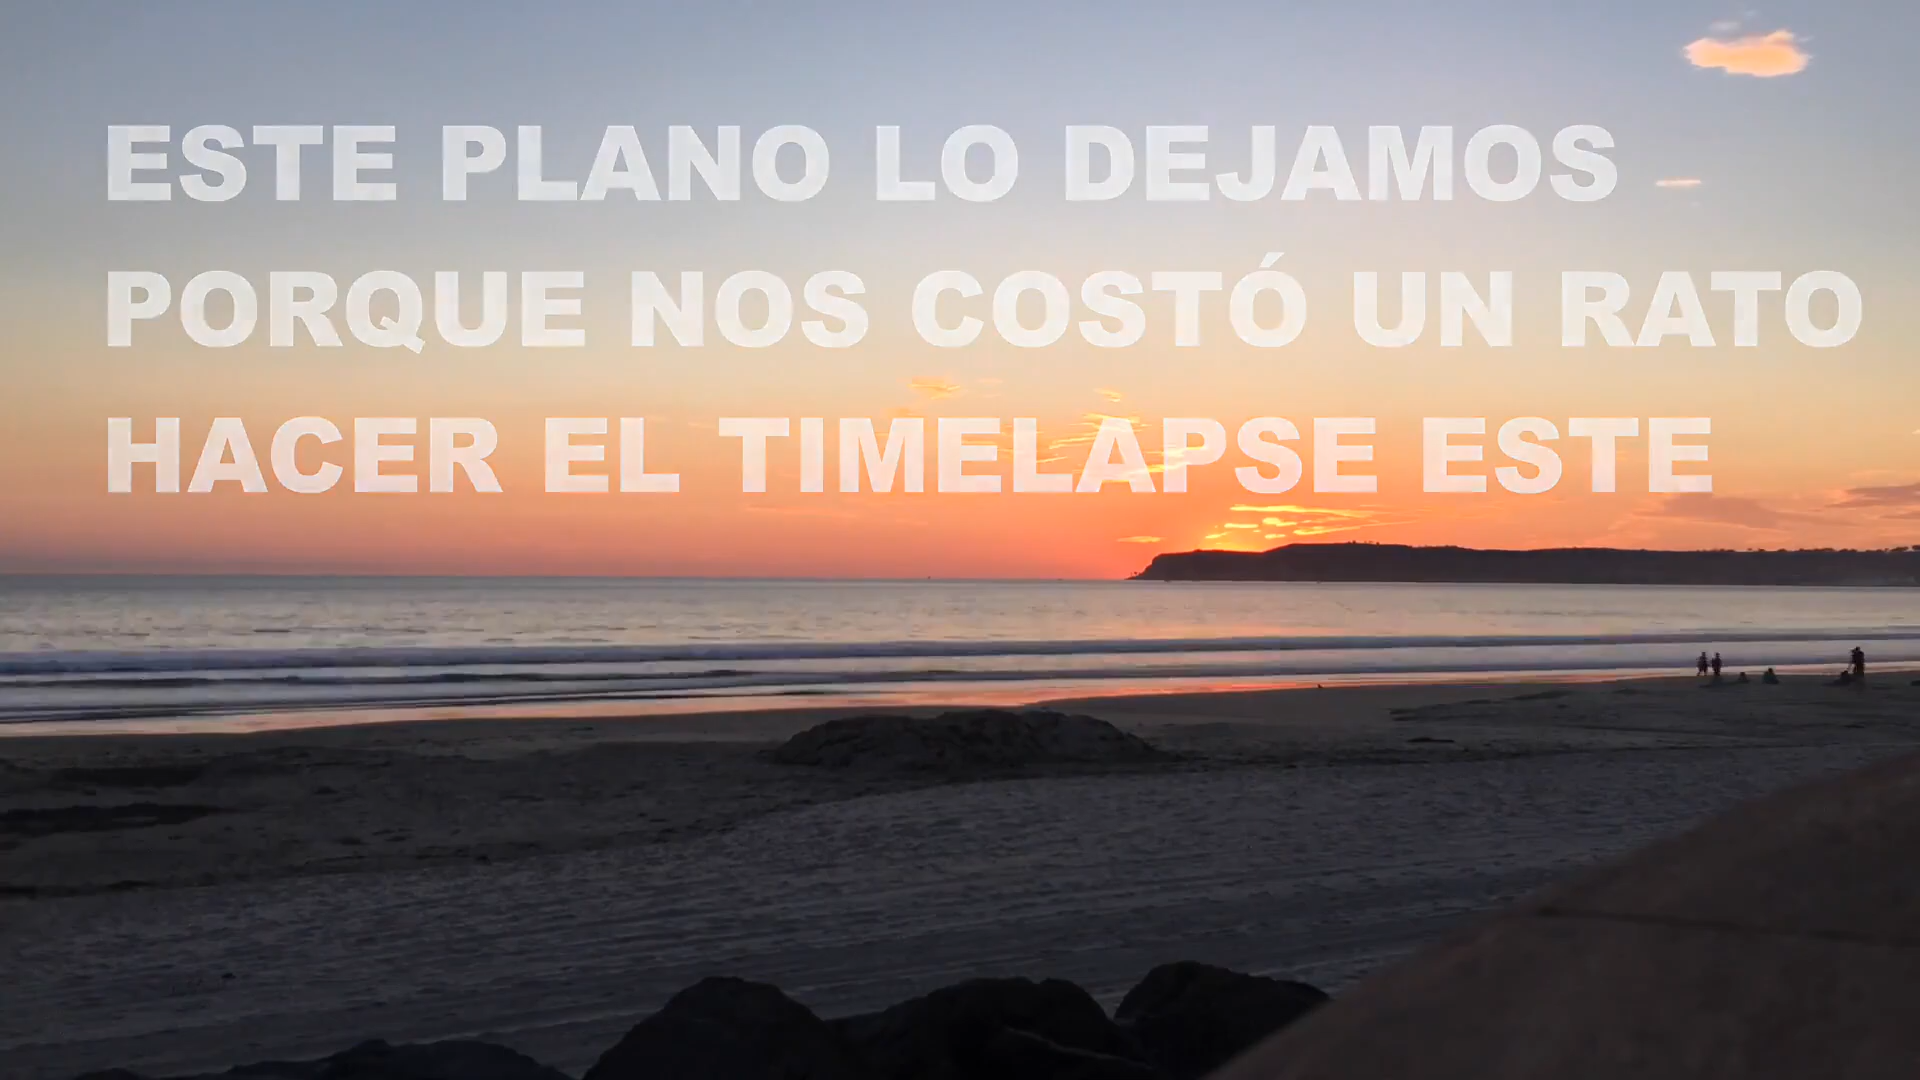 ESTE PLANO LO DEJAMOS
PORQUE NOS COSTÓ UN RATO
HACER EL TIMELAPSE ESTE